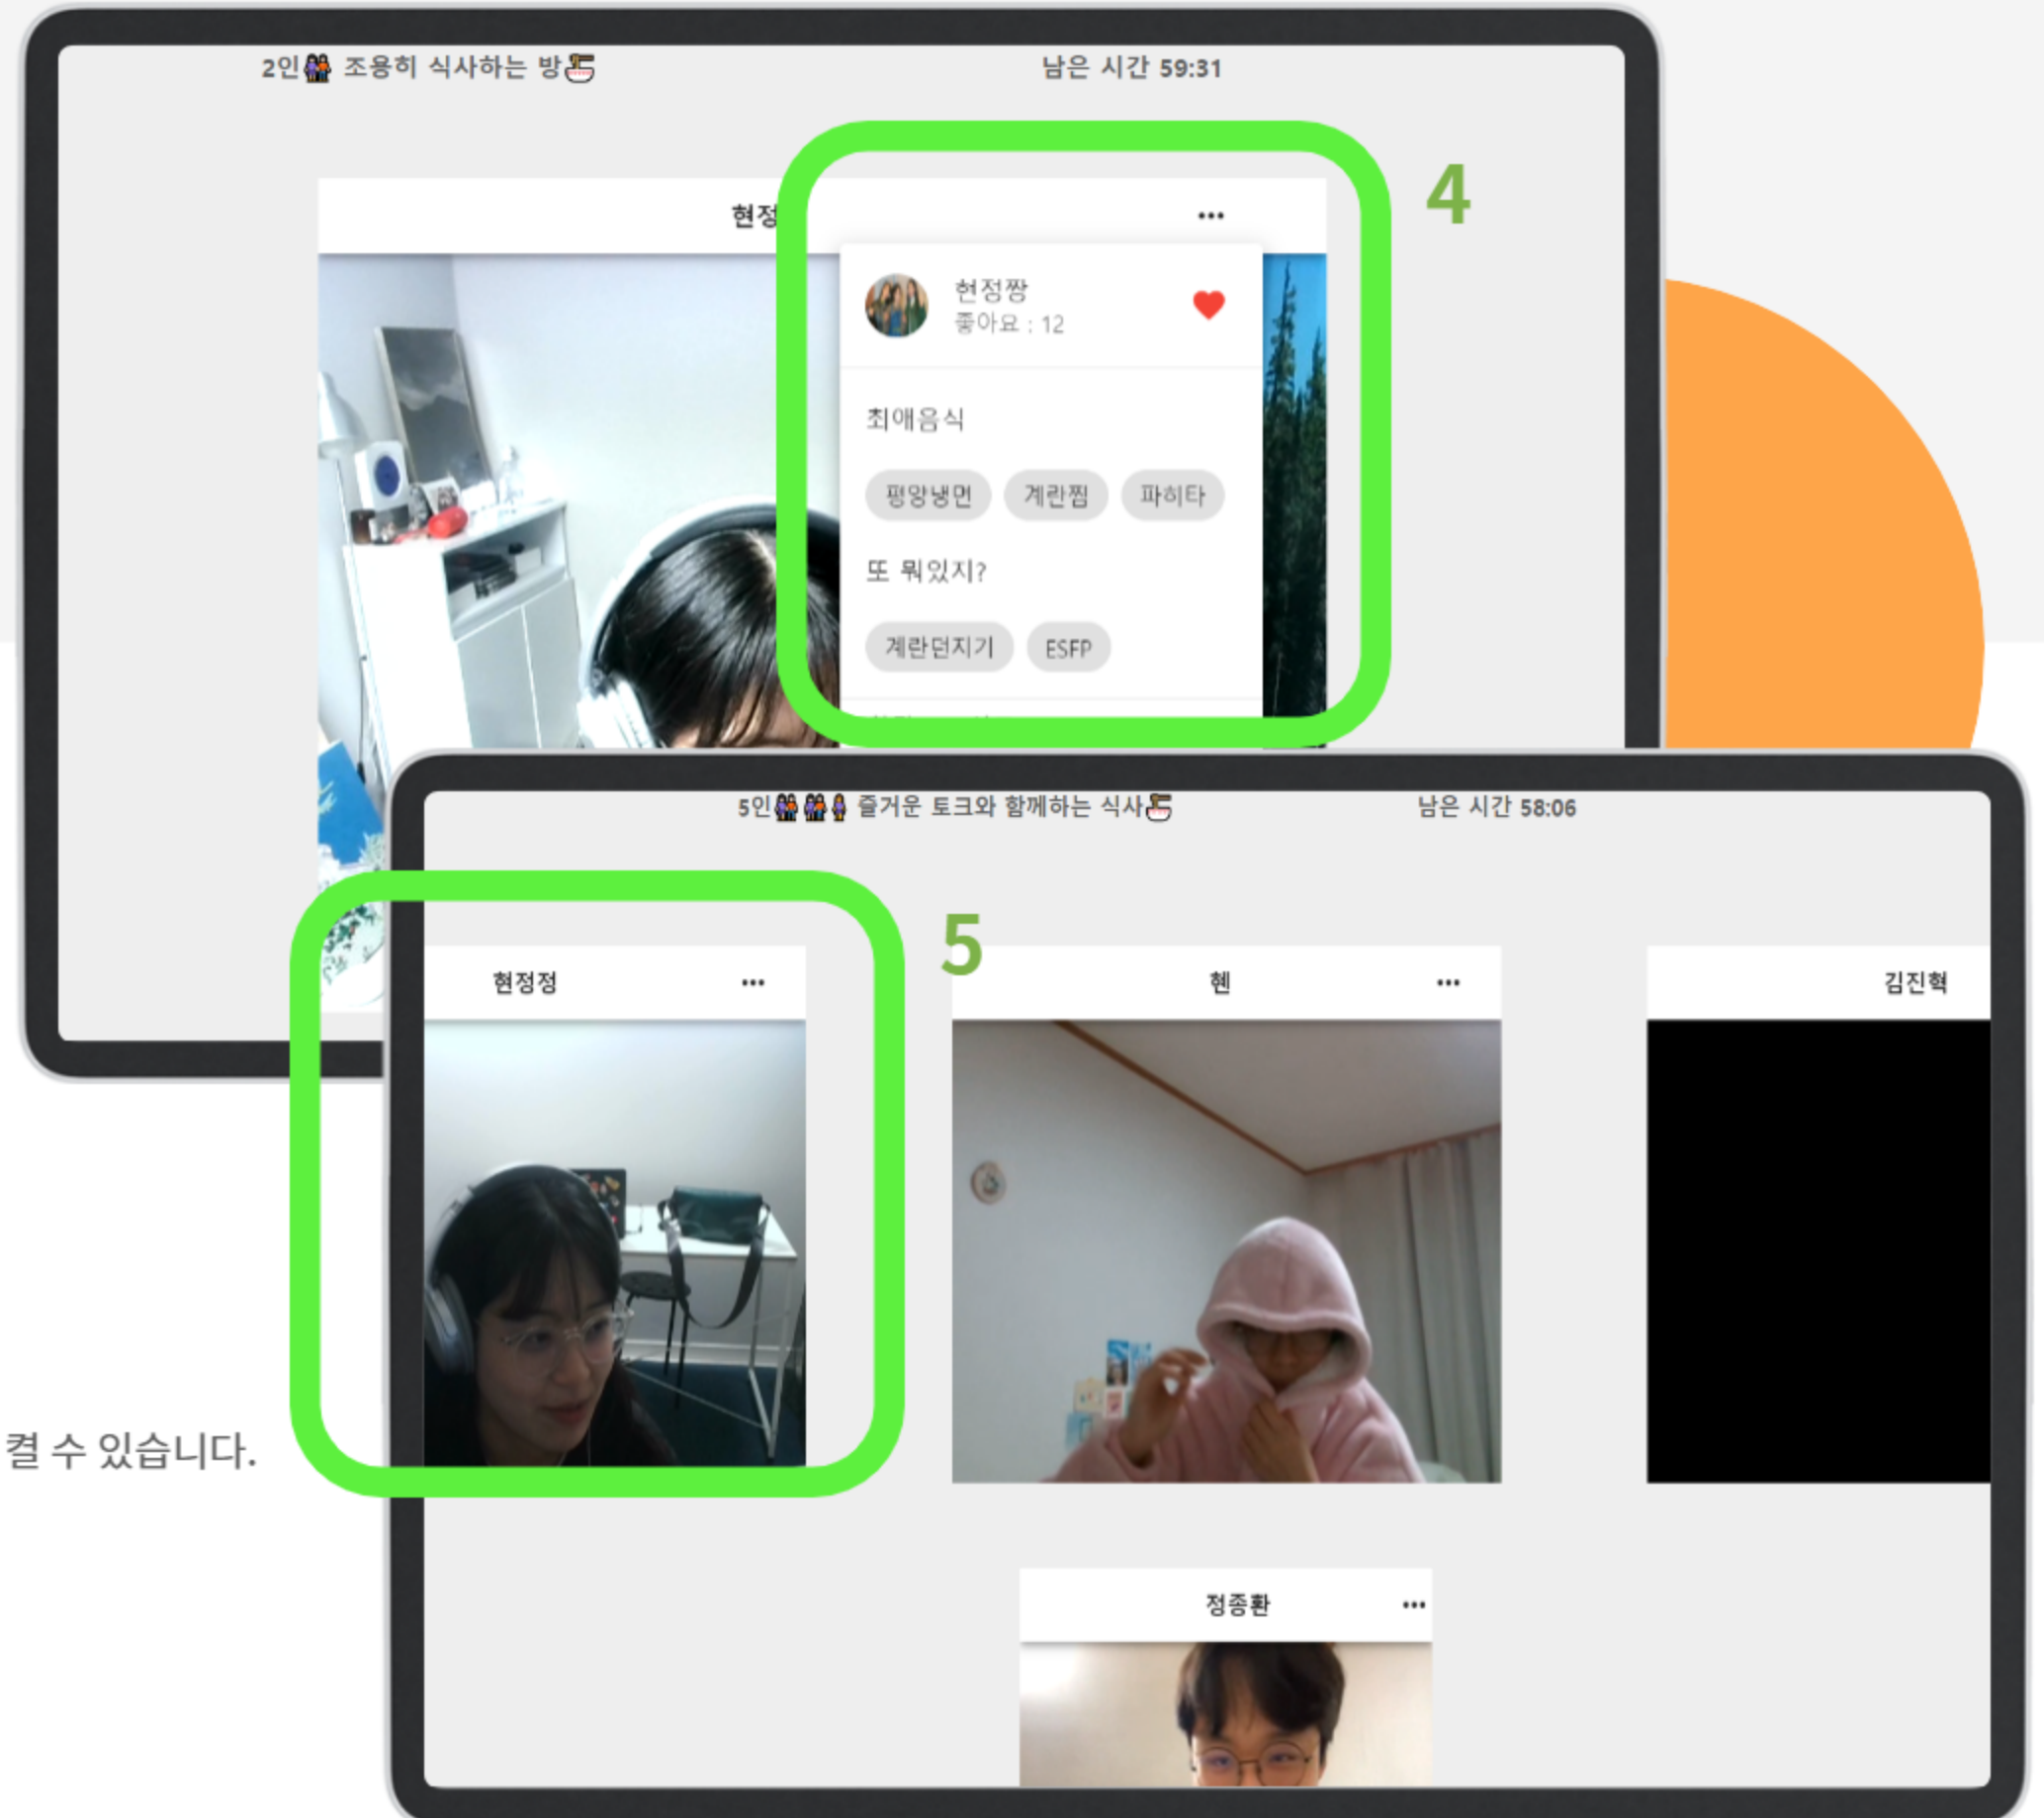 2인👭 조용히 식사하는 방🍜
남은 시간 59:31
4
현정
•••
현정짱
좋아요 : 12
최애음식
평양냉면 계란찜 파히타
또 뭐있지?
계란던지기 ESFP
5인👭👭🧍 즐거운 토크와 함께하는 식사🍜
남은 시간 58:06
5
현정정 •••
혠 •••
김진혁
켤 수 있습니다.
정종환 •••